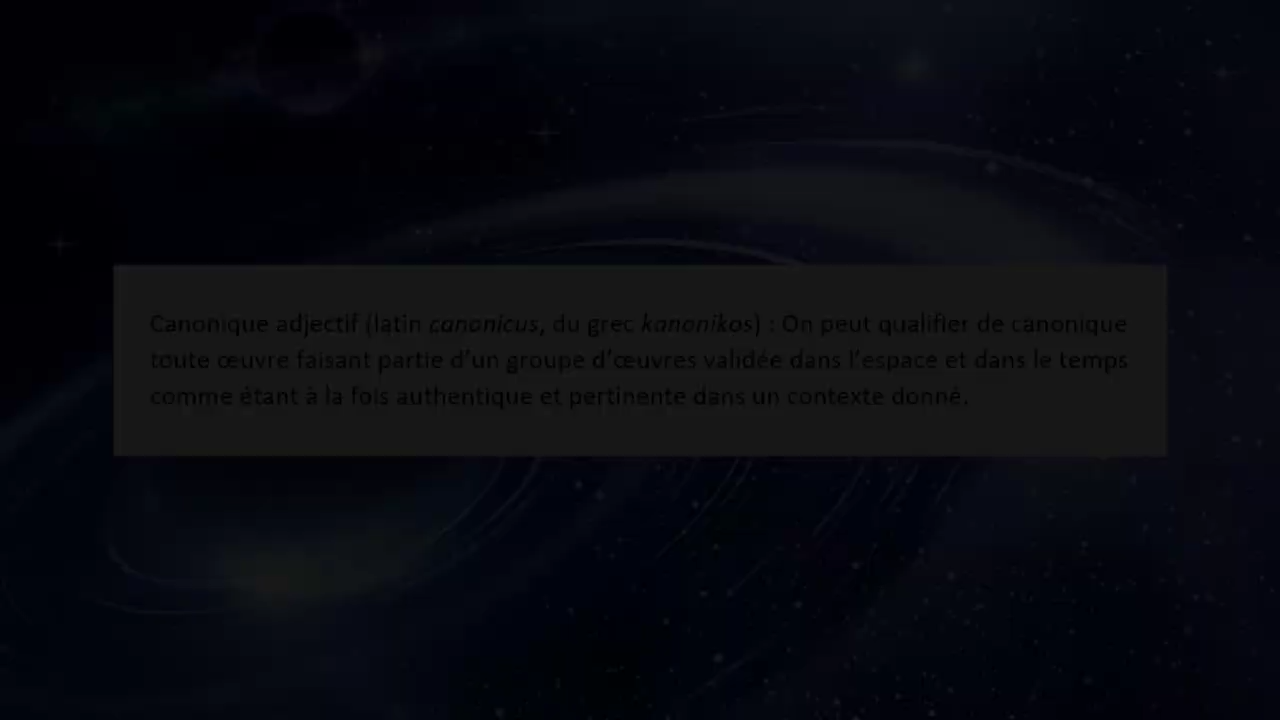 Canonique adjectif (latin canonicus, du grec kanonikos) : On peut qualifier de canonique
toute œuvre faisant partie d’un groupe d’œuvres validée dans l’espace et dans le temps
comme étant à la fois authentique et pertinente dans un contexte donné.